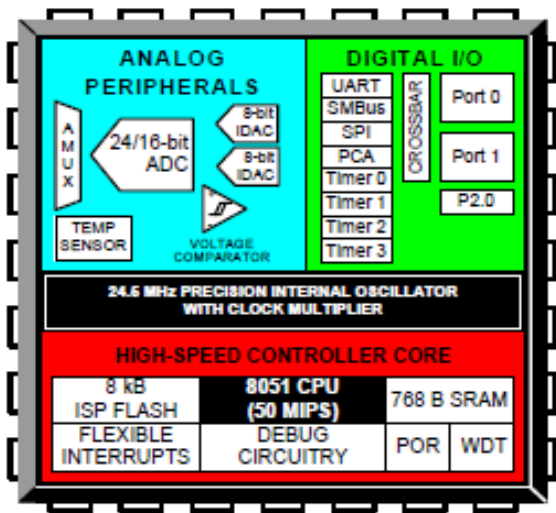 ANALOG
PERIPHERALS
AMUX
24/16-bit
ADC
8-bit
IDAC
8-bit
IDAC
TEMP
SENSOR
VOLTAGE
COMPARATOR
DIGITAL I/O
UART
SMBus
SPI
PCA
Timer 0
Timer 1
Timer 2
Timer 3
CROSSBAR
Port 0
Port 1
P2.0
24.5 MHz PRECISION INTERNAL OSCILLATOR
WITH CLOCK MULTIPLIER
HIGH-SPEED CONTROLLER CORE
8 kB
ISP FLASH
8051 CPU
(50 MIPS)
768 B SRAM
FLEXIBLE
INTERRUPTS
DEBUG
CIRCUITRY
POR
WDT